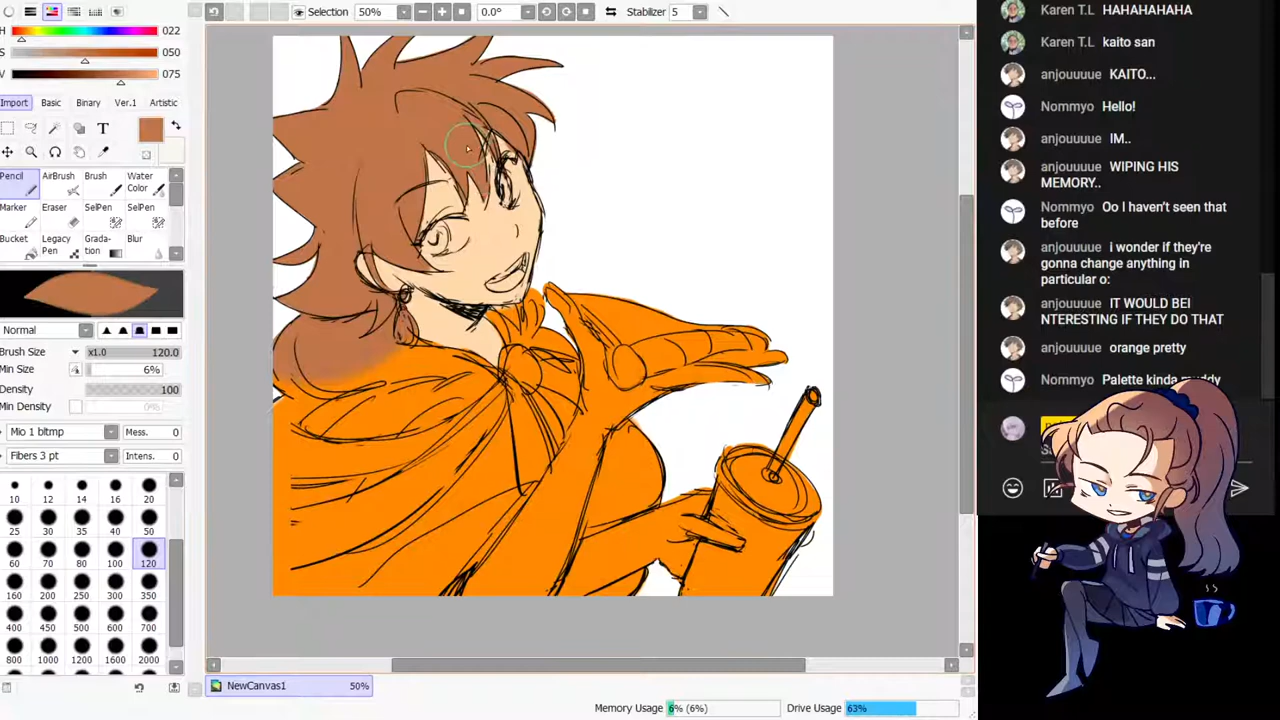 Selection 50% 0.0° Stabilizer 5
H 022
S 050
V 075
Import Basic Binary Ver.1 Artistic
T
Pencil AirBrush Brush Water Color
Marker Eraser SelPen SelPen
Bucket Legacy Pen Grada-tion Blur
Normal
Brush Size x1.0 120.0
Min Size 6%
Density 100
Min Density 0%
Mio 1 bitmp Mess. 0
Fibers 3 pt Intens. 0
10 12 14 16 20
25 30 35 40 50
60 70 80 100 120
160 200 250 300 350
400 450 500 600 700
800 1000 1200 1600 2000
NewCanvas1 50%
Memory Usage 6% (6%) Drive Usage 63%
Karen T.L HAHAHAHAHA
Karen T.L kaito san
anjouuuue KAITO...
Nommyo Hello!
anjouuuue IM..
anjouuuue WIPING HIS
MEMORY..
Nommyo Oo I haven't seen that
before
anjouuuue i wonder if they're
gonna change anything in
particular o:
anjouuuue IT WOULD BEI
NTERESTING IF THEY DO THAT
anjouuuue orange pretty
Nommyo Palette kinda muddy